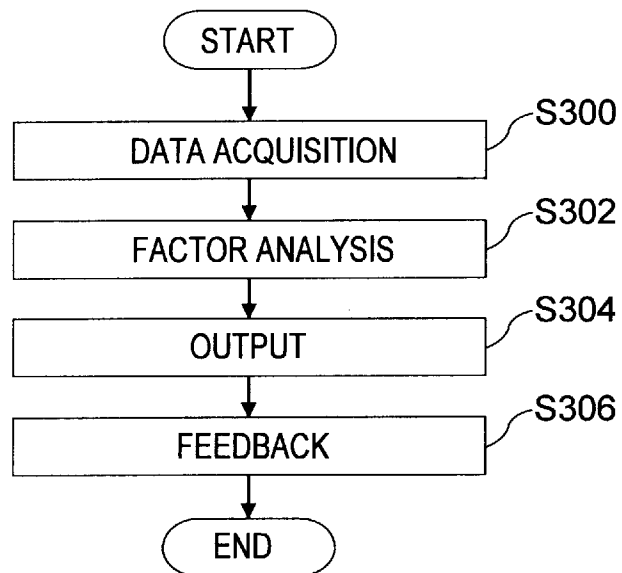 START
S300
DATA ACQUISITION
S302
FACTOR ANALYSIS
S304
OUTPUT
S306
FEEDBACK
END